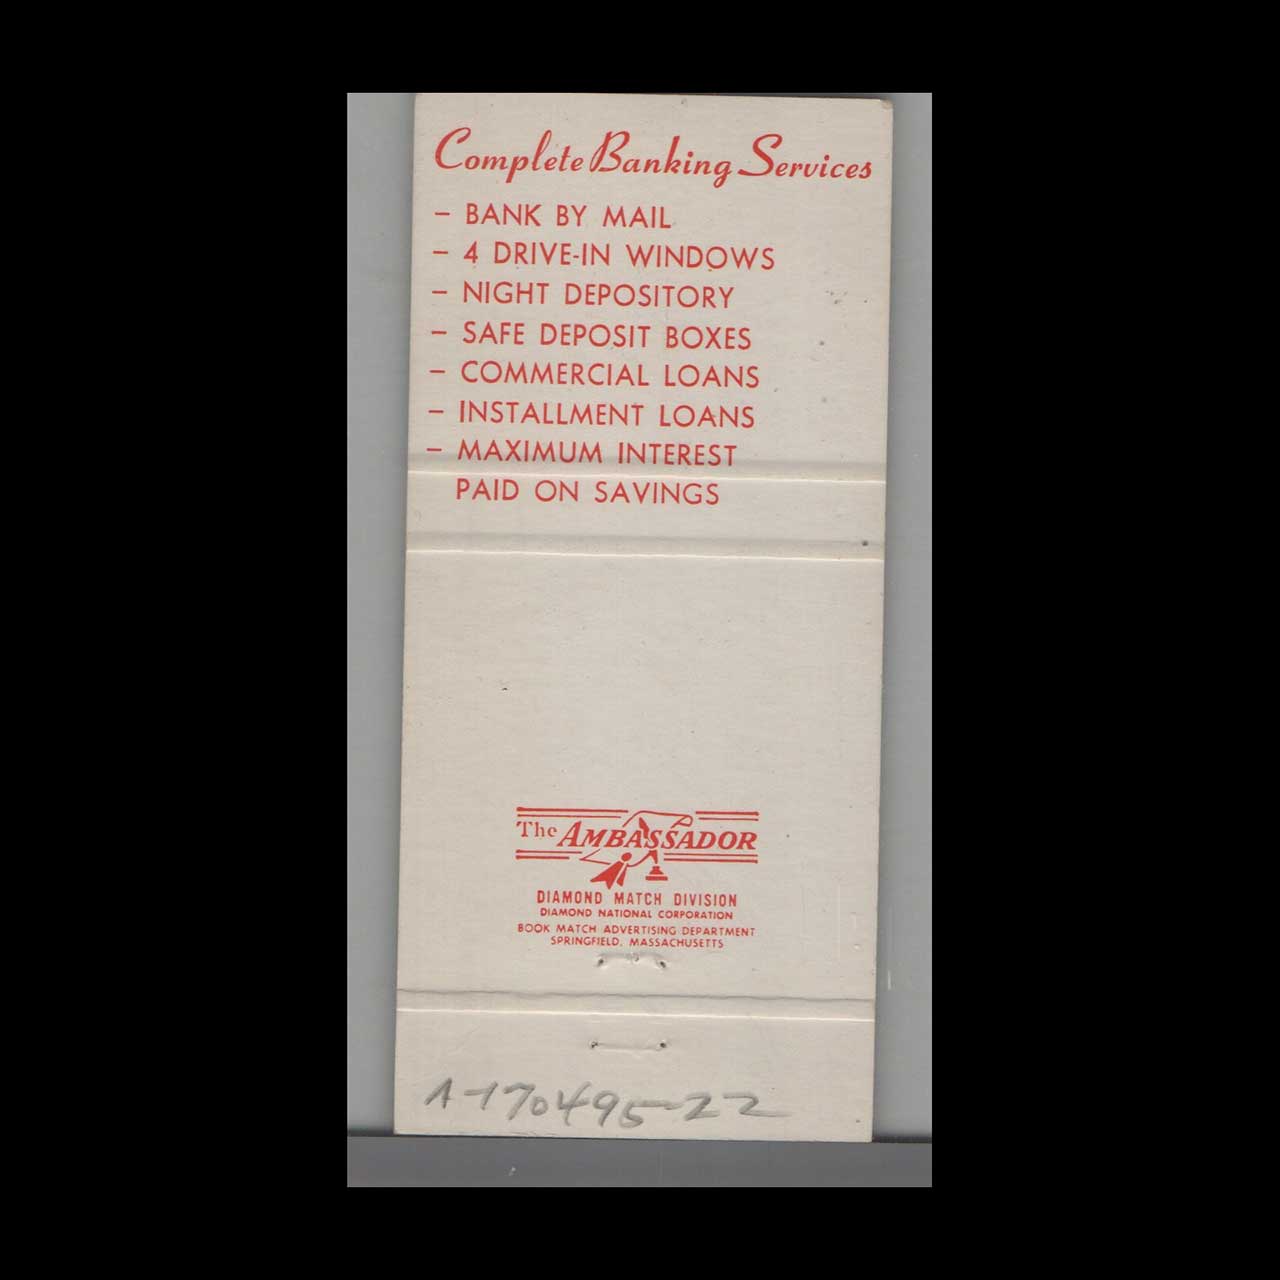 Complete Banking Services
– BANK BY MAIL
– 4 DRIVE-IN WINDOWS
– NIGHT DEPOSITORY
– SAFE DEPOSIT BOXES
– COMMERCIAL LOANS
– INSTALLMENT LOANS
– MAXIMUM INTEREST
PAID ON SAVINGS
The AMBASSADOR
DIAMOND MATCH DIVISION
DIAMOND NATIONAL CORPORATION
BOOK MATCH ADVERTISING DEPARTMENT
SPRINGFIELD, MASSACHUSETTS
A-170495-22